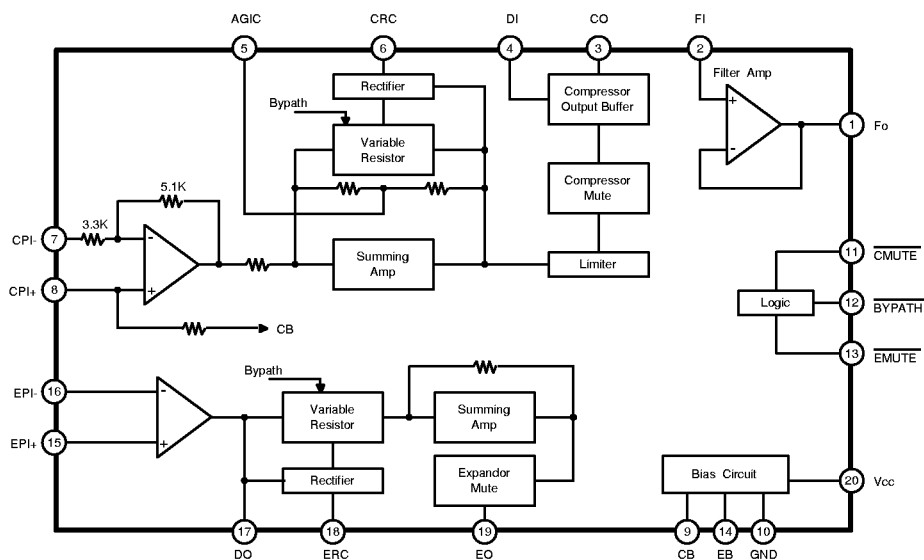 AGIC CRC DI CO FI
5 6 4 3 2
Rectifier
Compressor
Output Buffer
Filter Amp
+
-
1 Fo
Bypath
Variable
Resistor
Compressor
Mute
5.1K
3.3K
CPI- 7
-
+
CPI+ 8
Summing
Amp
Limiter
CB
11 CMUTE
Logic
12 BYPATH
13 EMUTE
EPI- 16
-
+
EPI+ 15
Bypath
Variable
Resistor
Summing
Amp
Rectifier
Expandor
Mute
Bias Circuit
20 Vcc
17 18 19 9 14 10
DO ERC EO CB EB GND